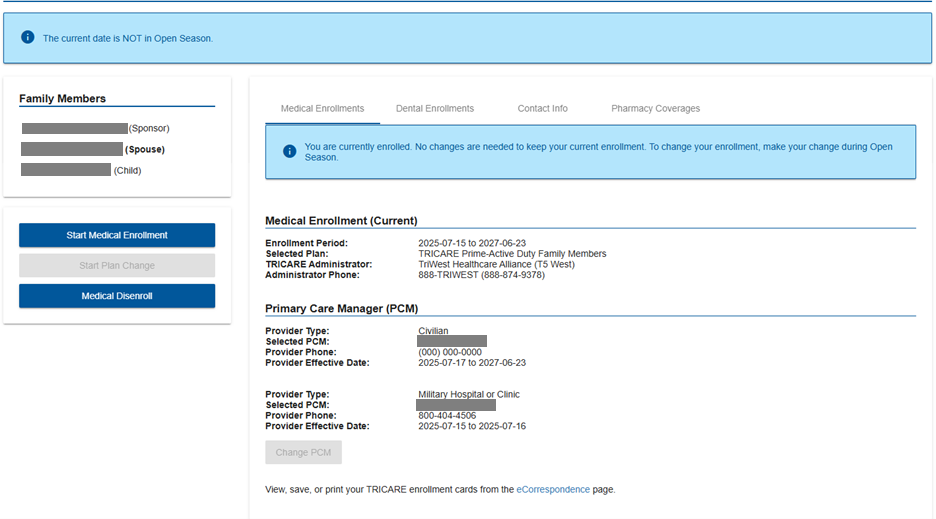 The current date is NOT in Open Season.
Family Members
(Sponsor)
(Spouse)
(Child)
Start Medical Enrollment
Start Plan Change
Medical Disenroll
Medical Enrollments Dental Enrollments Contact Info Pharmacy Coverages
You are currently enrolled. No changes are needed to keep your current enrollment. To change your enrollment, make your change during Open
Season.
Medical Enrollment (Current)
Enrollment Period: 2025-07-15 to 2027-06-23
Selected Plan: TRICARE Prime-Active Duty Family Members
TRICARE Administrator: TriWest Healthcare Alliance (T5 West)
Administrator Phone: 888-TRIWEST (888-874-9378)
Primary Care Manager (PCM)
Provider Type: Civilian
Selected PCM:
Provider Phone: (000) 000-0000
Provider Effective Date: 2025-07-17 to 2027-06-23
Provider Type: Military Hospital or Clinic
Selected PCM:
Provider Phone: 800-404-4506
Provider Effective Date: 2025-07-15 to 2025-07-16
Change PCM
View, save, or print your TRICARE enrollment cards from the eCorrespondence page.